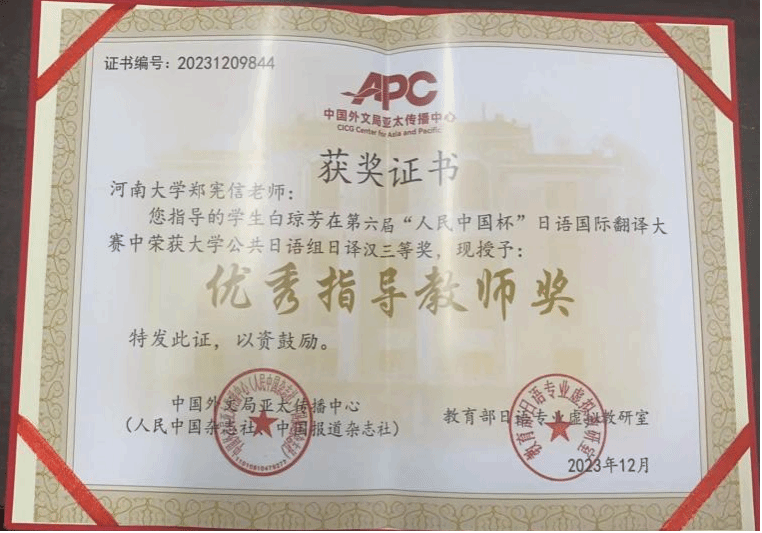 证书编号：20231209844
APC
中国外文局亚太传播中心
CICG Center for Asia and Pacific
获奖证书
河南大学郑宪信老师：
您指导的学生白琼芳在第六届“人民中国杯”日语国际翻译大
赛中荣获大学公共日语组日译汉三等奖，现授予：
优秀指导教师奖
特发此证，以资鼓励。
中国外文局亚太传播中心
（人民中国杂志社、中国报道杂志社）
教育部日语专业虚拟教研室
2023年12月